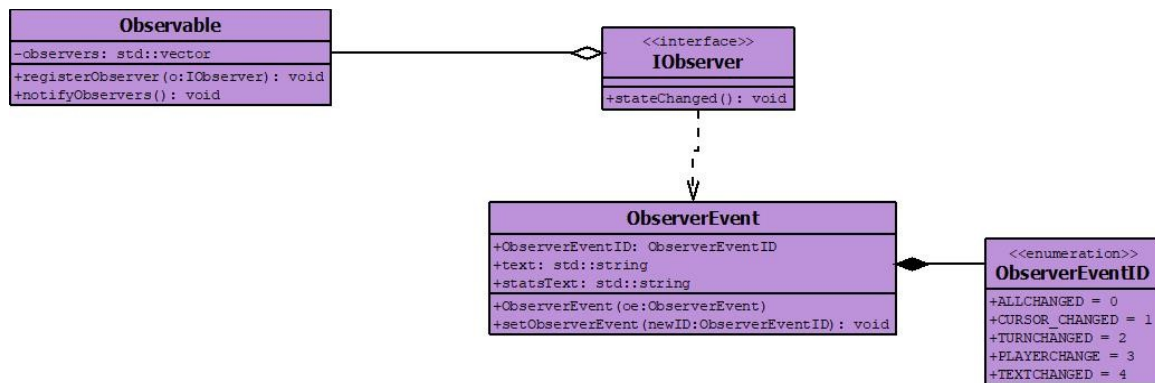 Observable
-observers: std::vector
+registerObserver(o:IObserver): void
+notifyObservers(): void
<<interface>>
IObserver
+stateChanged(): void
ObserverEvent
+ObserverEventID: ObserverEventID
+text: std::string
+statsText: std::string
+ObserverEvent(oe:ObserverEvent)
+setObserverEvent(newID:ObserverEventID): void
<<enumeration>>
ObserverEventID
+ALLCHANGED = 0
+CURSOR_CHANGED = 1
+TURNCHANGED = 2
+PLAYERCHANGE = 3
+TEXTCHANGED = 4